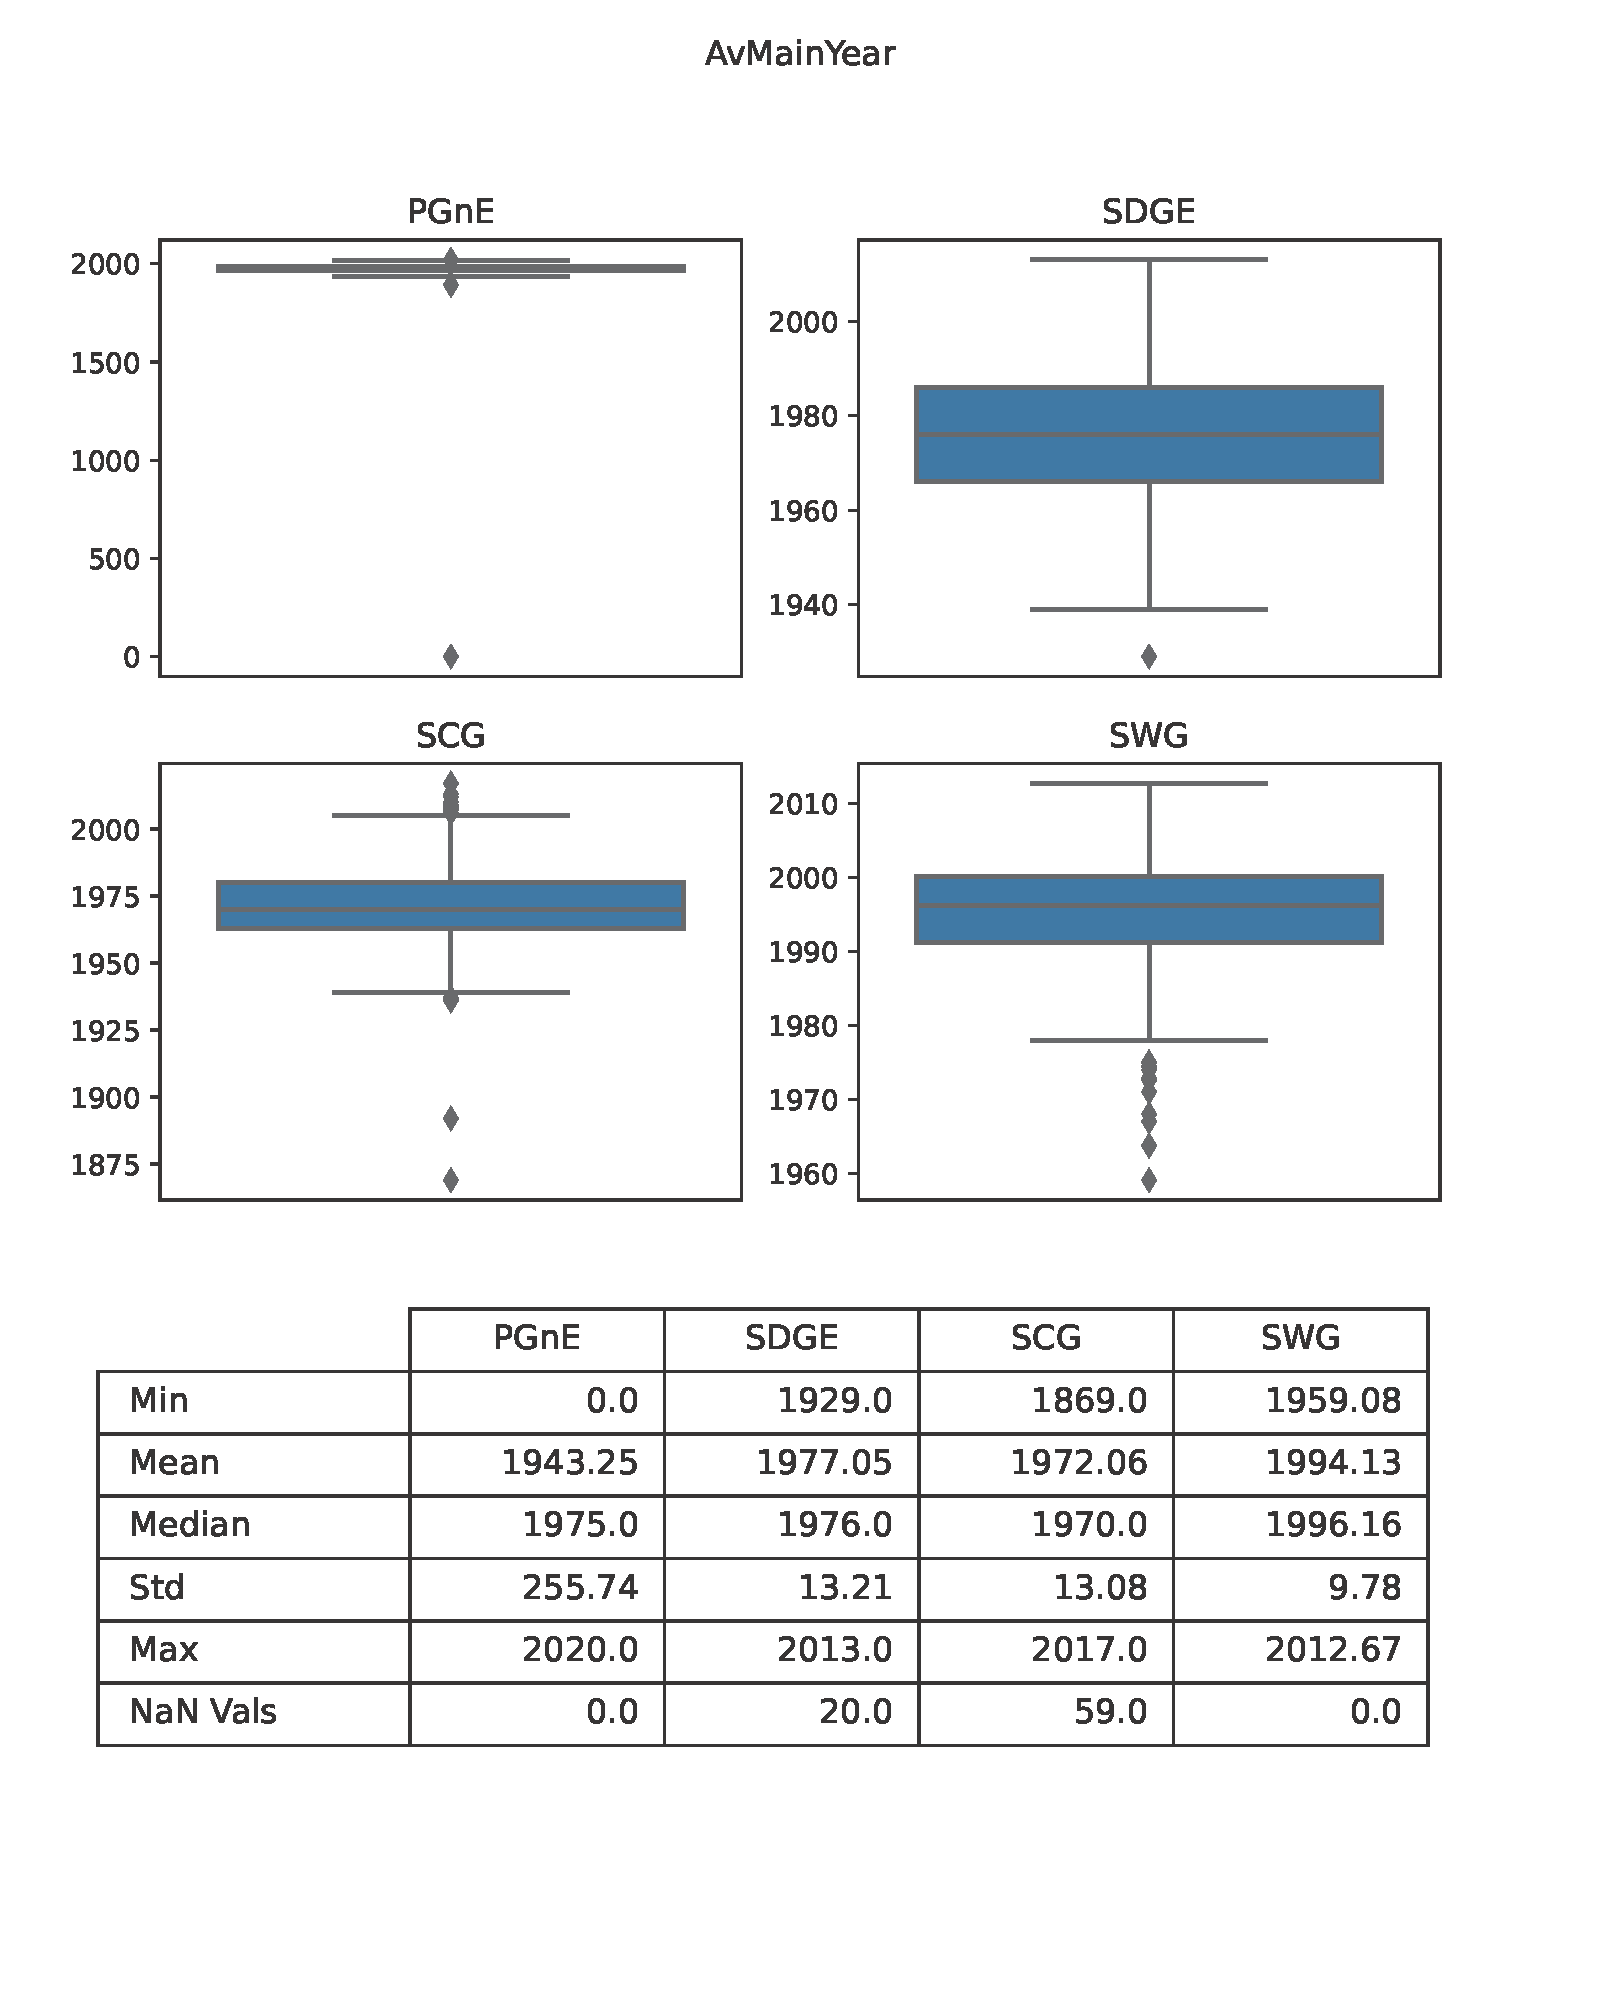 AvMainYear
PGnE
2000
1500
1000
500
0
SDGE
2000
1980
1960
1940
SCG
2000
1975
1950
1925
1900
1875
SWG
2010
2000
1990
1980
1970
1960
PGnE SDGE SCG SWG
Min 0.0 1929.0 1869.0 1959.08
Mean 1943.25 1977.05 1972.06 1994.13
Median 1975.0 1976.0 1970.0 1996.16
Std 255.74 13.21 13.08 9.78
Max 2020.0 2013.0 2017.0 2012.67
NaN Vals 0.0 20.0 59.0 0.0